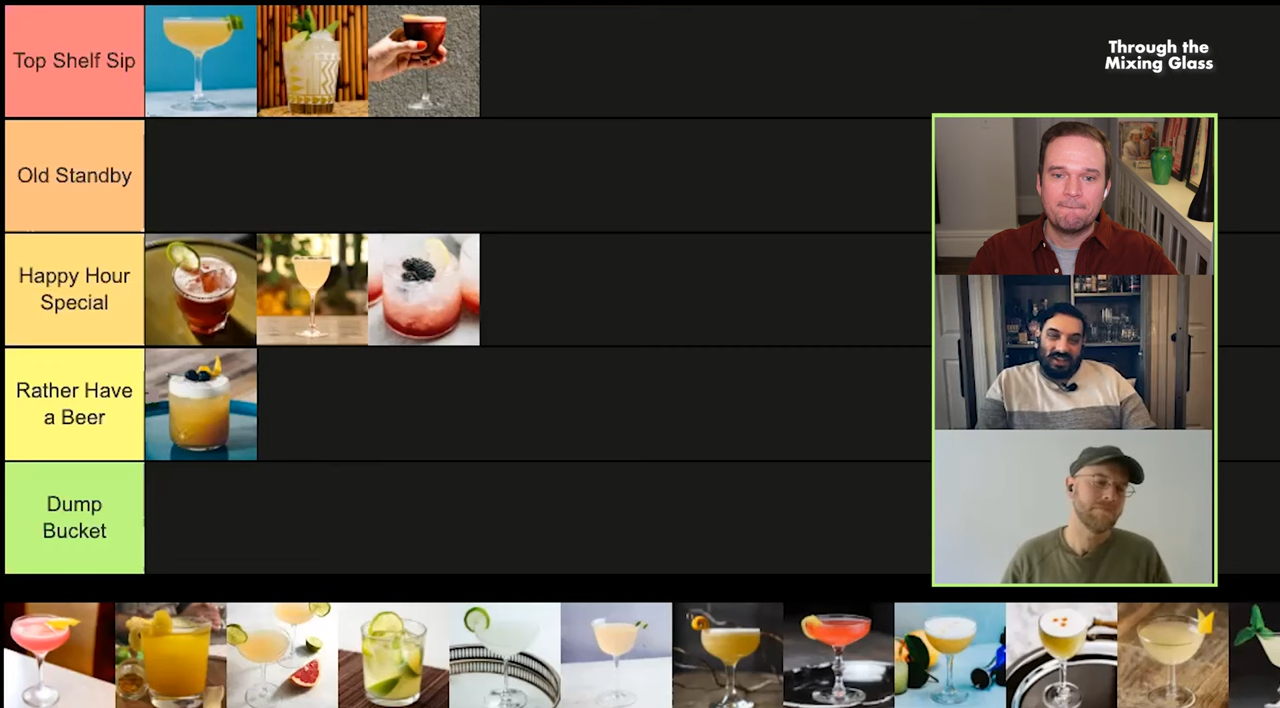 Top Shelf Sip
Through the
Mixing Glass
Old Standby
Happy Hour
Special
Rather Have
a Beer
Dump
Bucket